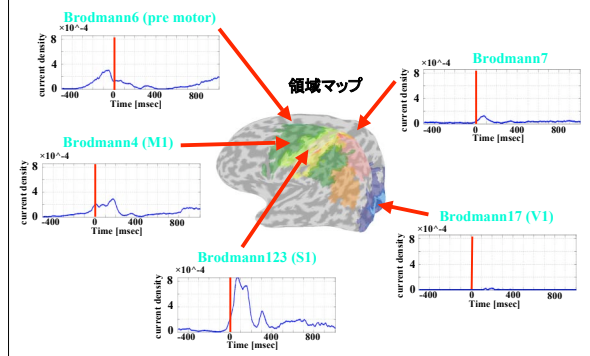 Brodmann6 (pre motor)
×10^-4
8
4
0
current density
-400
0
400
800
Time [msec]
領域マップ
Brodmann7
×10^-4
8
4
0
current density
-400
0
400
800
Time [msec]
Brodmann4 (M1)
×10^-4
8
4
0
current density
-400
0
400
800
Time [msec]
Brodmann17 (V1)
×10^-4
8
4
0
current density
-400
0
400
800
Time [msec]
Brodmann123 (S1)
×10^-4
8
4
0
current density
-400
0
400
800
Time [msec]